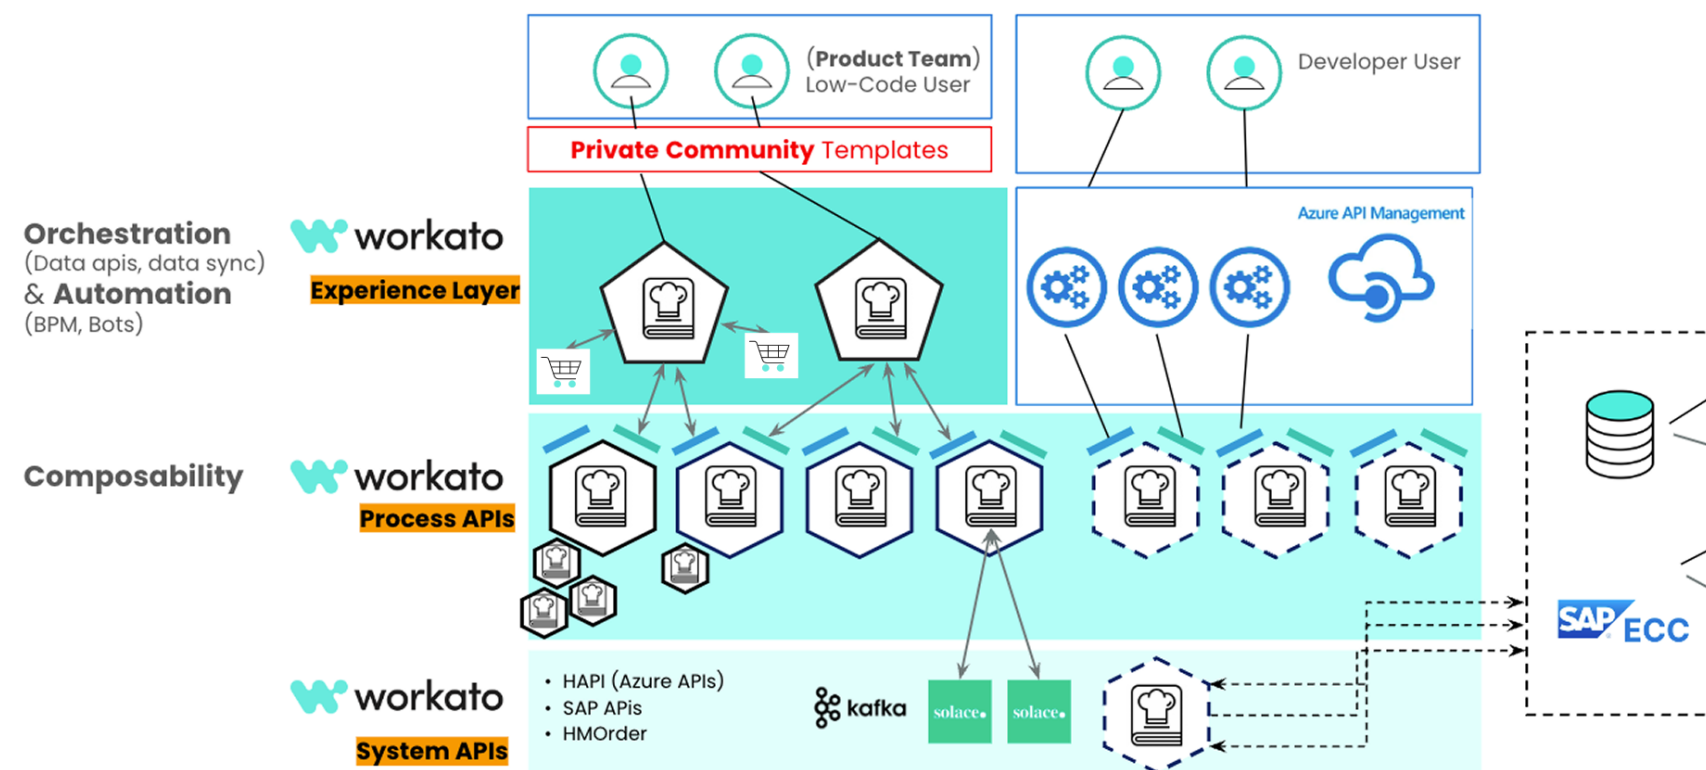 (Product Team)
Low-Code User
Developer User
Private Community Templates
Orchestration
(Data apis, data sync)
& Automation
(BPM, Bots)
workato
Experience Layer
Azure API Management
Composability
workato
Process APIs
SAP ECC
workato
System APIs
• HAPI (Azure APIs)
• SAP APis
• HMOrder
kafka
solace.
solace.